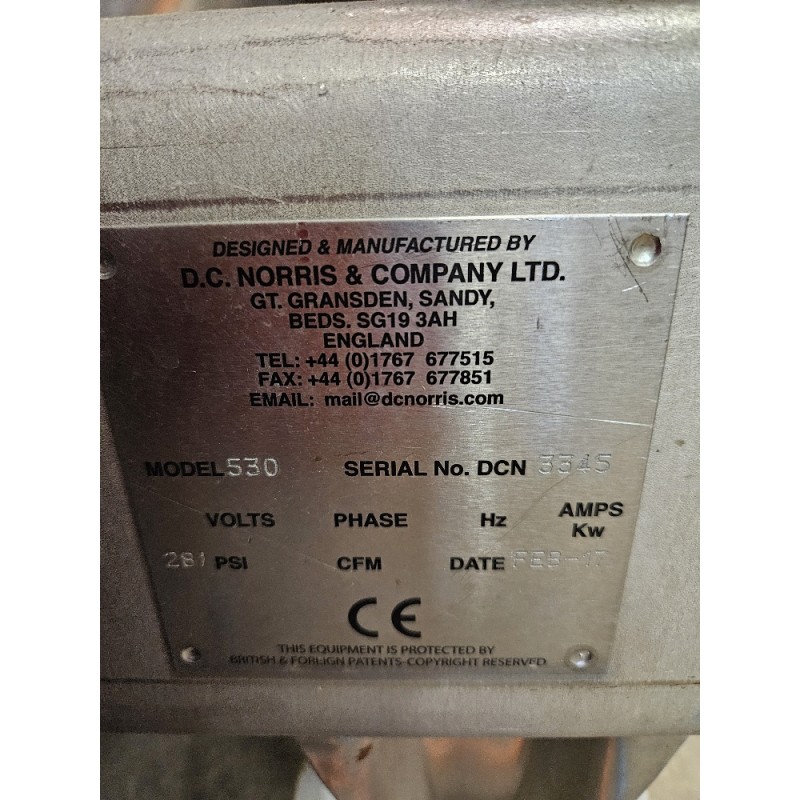 DESIGNED & MANUFACTURED BY
D.C. NORRIS & COMPANY LTD.
GT. GRANSDEN, SANDY,
BEDS. SG19 3AH
ENGLAND
TEL: +44 (0)1767 677515
FAX: +44 (0)1767 677851
EMAIL: mail@dcnorris.com
MODEL 530 SERIAL No. DCN 3345
VOLTS PHASE Hz AMPS Kw
281 PSI CFM DATE FEB-17
CE
THIS EQUIPMENT IS PROTECTED BY
BRITISH & FOREIGN PATENTS-COPYRIGHT RESERVED